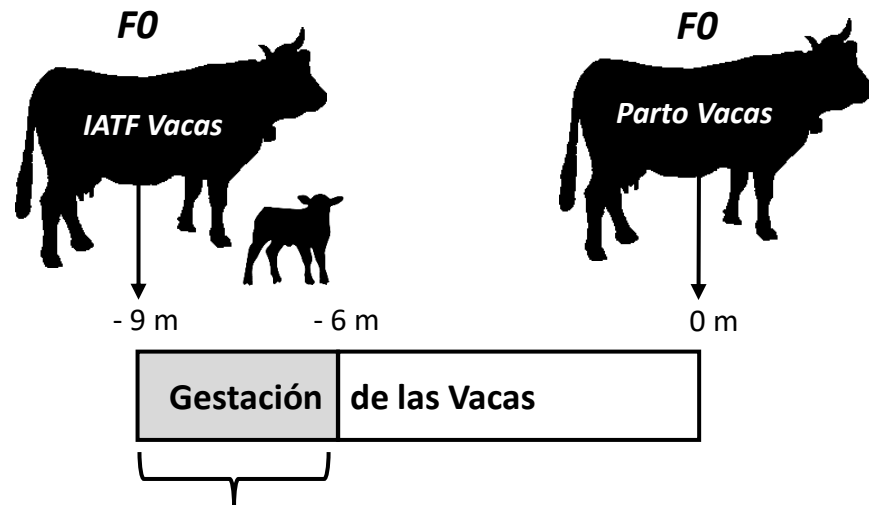 F0
F0
IATF Vacas
Parto Vacas
- 9 m
- 6 m
0 m
Gestación de las Vacas